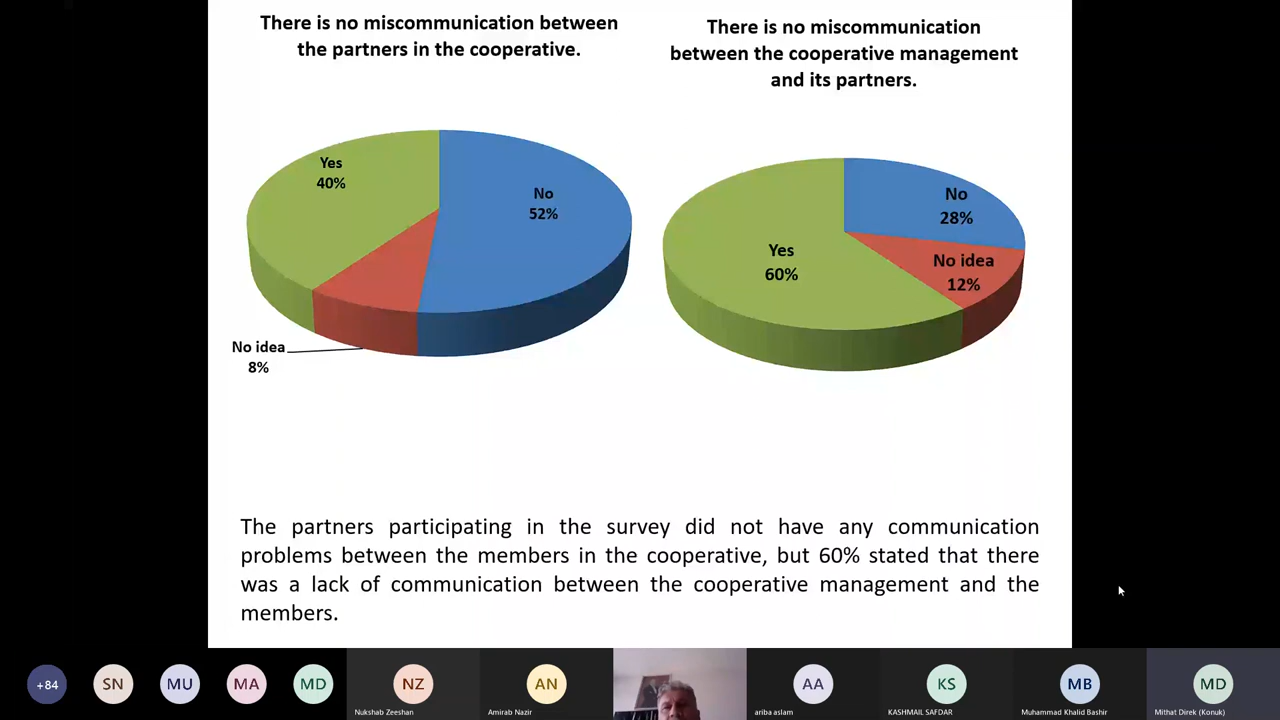 There is no miscommunication between
the partners in the cooperative.
Yes
40%
No
52%
No idea
8%
There is no miscommunication
between the cooperative management
and its partners.
No
28%
Yes
60%
No idea
12%
The partners participating in the survey did not have any communication
problems between the members in the cooperative, but 60% stated that there
was a lack of communication between the cooperative management and the
members.
+84
SN
MU
MA
MD
NZ
Nukshab Zeeshan
AN
Amirab Nazir
AA
ariba aslam
KS
KASHMAIL SAFDAR
MB
Muhammad Khalid Bashir
MD
Mithat Direk (Konuk)